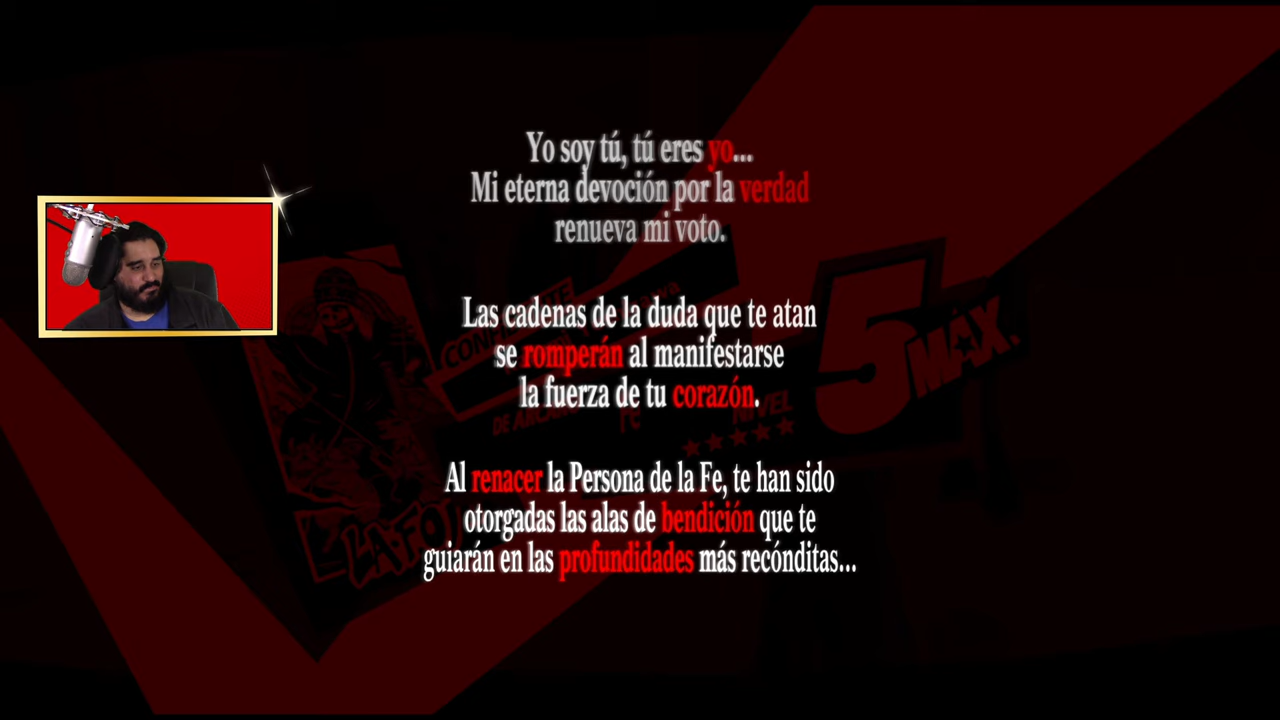 Yo soy tú, tú eres yo...
Mi eterna devoción por la verdad
renueva mi voto.
Las cadenas de la duda que te atan
se romperán al manifestarse
la fuerza de tu corazón.
Al renacer la Persona de la Fe, te han sido
otorgadas las alas de bendición que te
guiarán en las profundidades más recónditas...
5
MÁX.
NIVEL